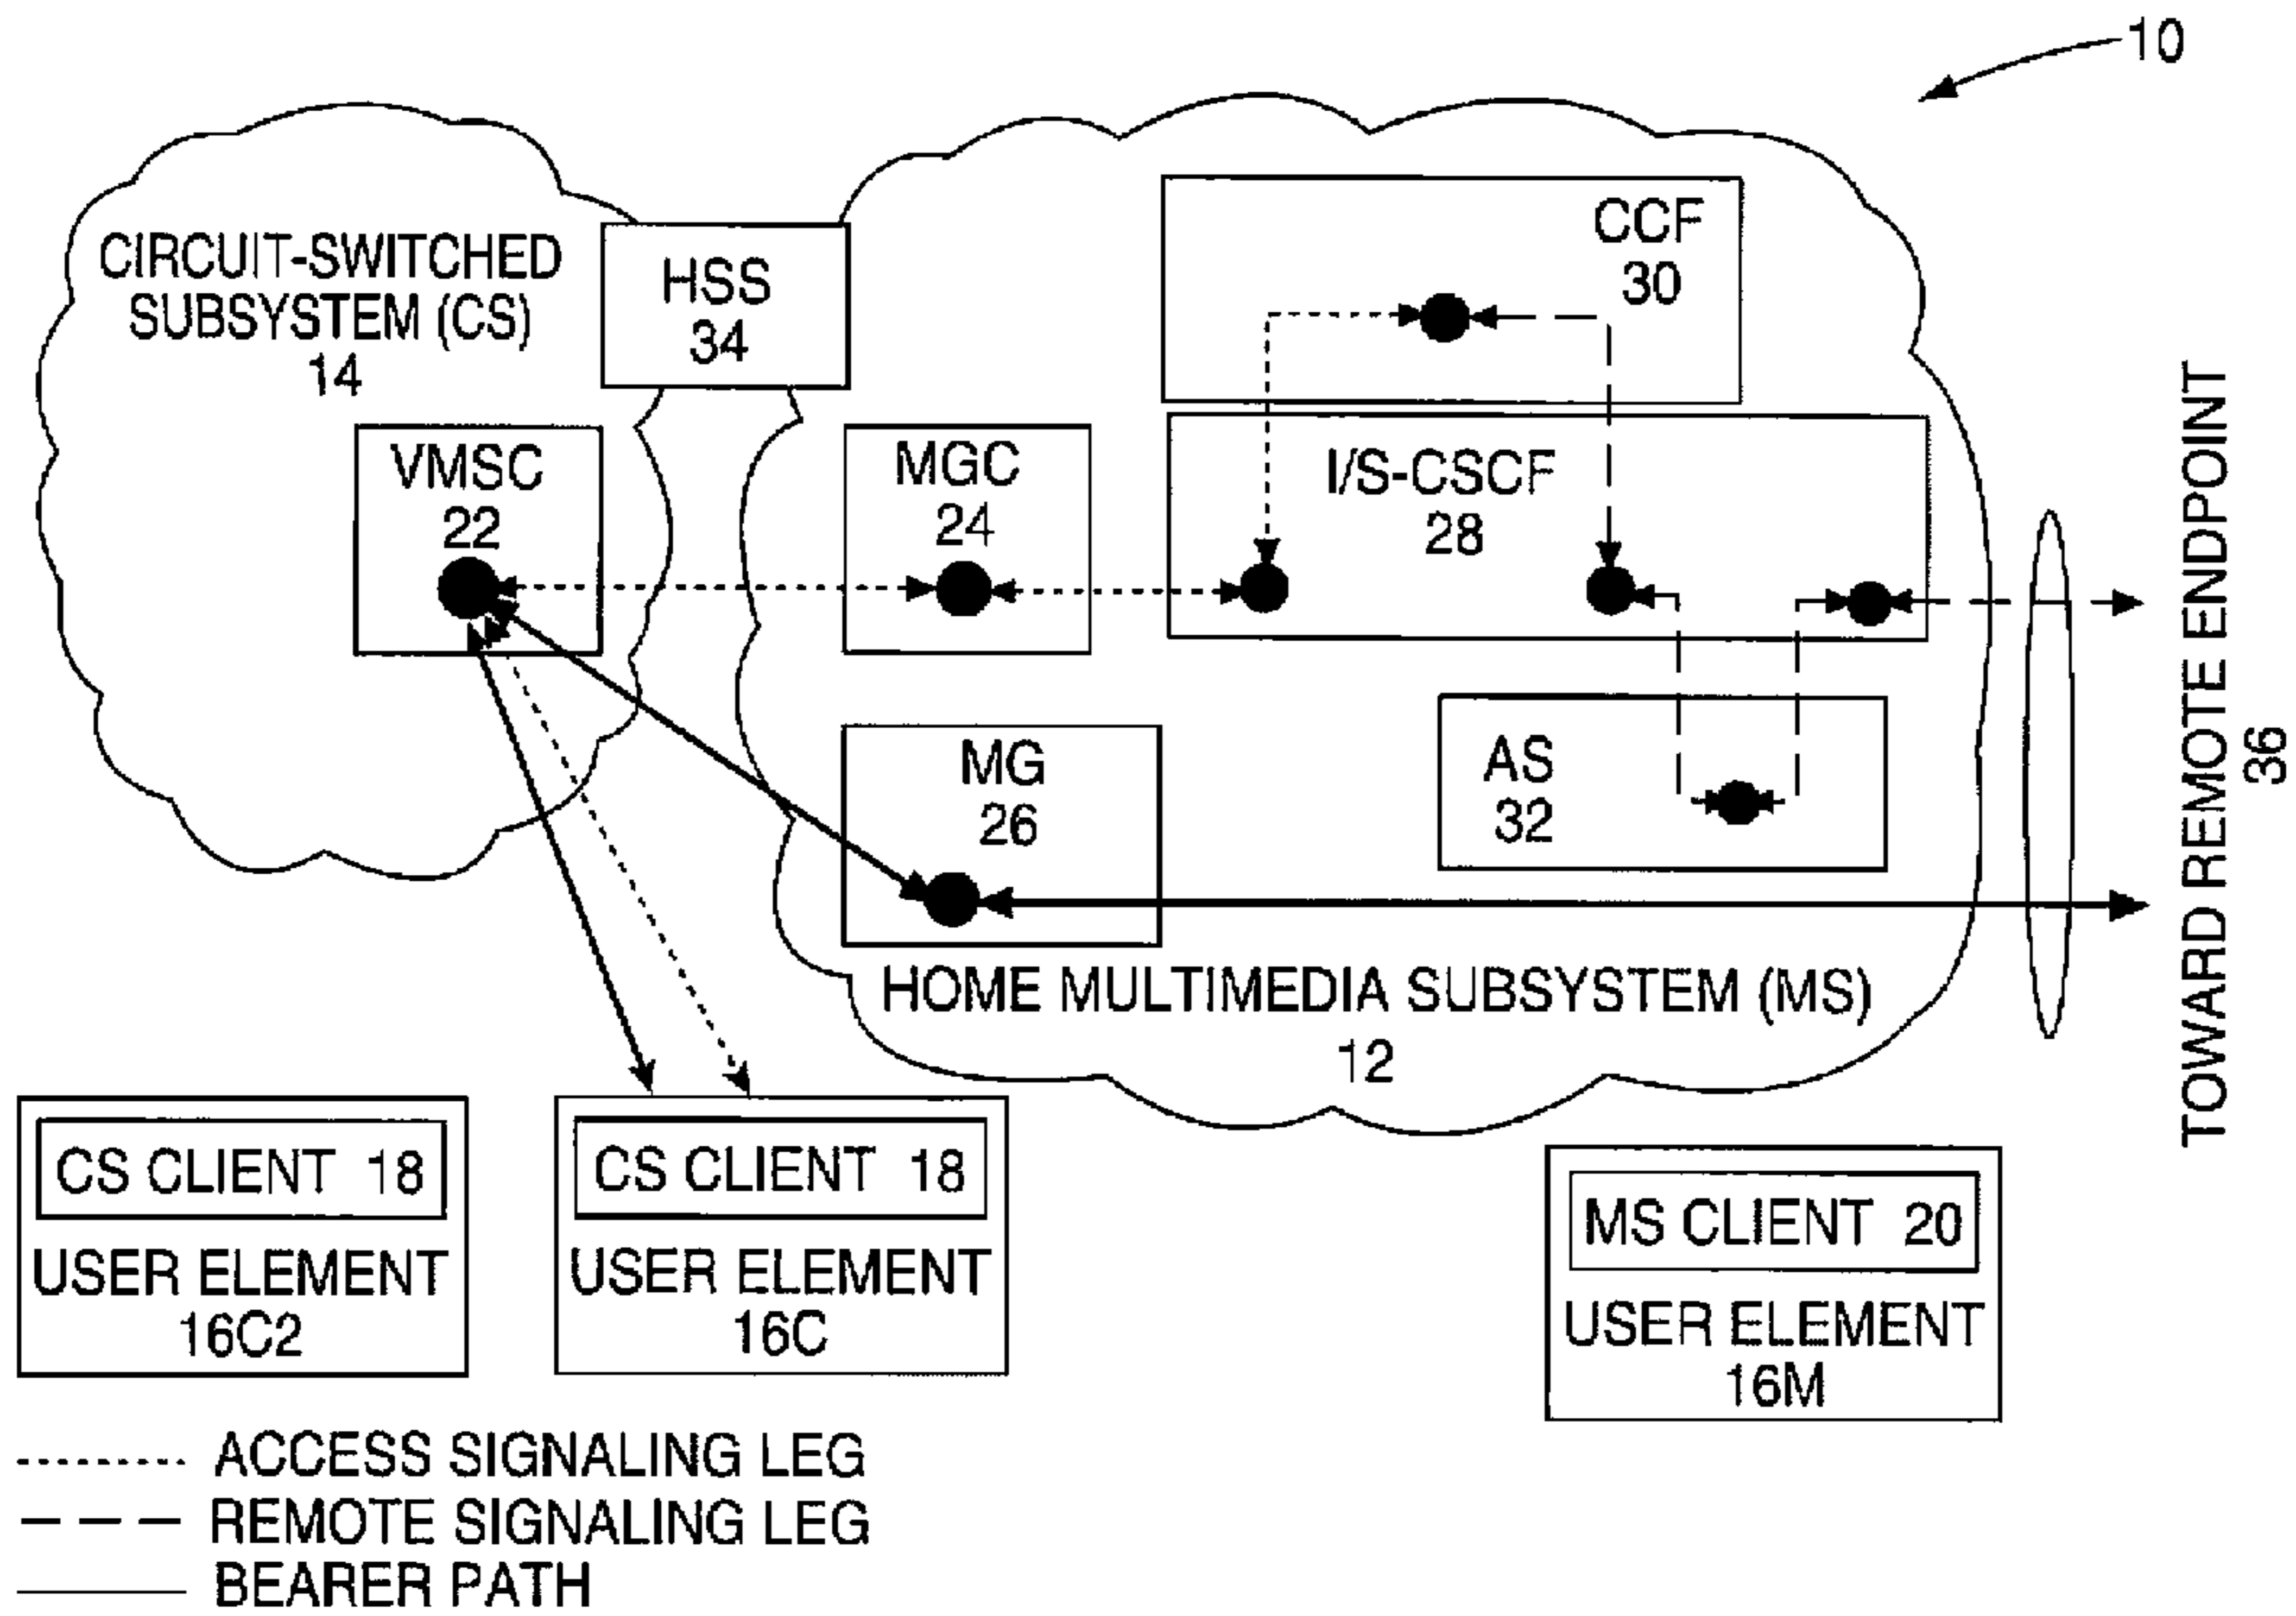 10
CIRCUIT-SWITCHED
SUBSYSTEM (CS)
14
HSS
34
CCF
30
VMSC
22
MGC
24
I/S-CSCF
28
MG
26
AS
32
HOME MULTIMEDIA SUBSYSTEM (MS)
12
TOWARD REMOTE ENDPOINT
36
CS CLIENT 18
USER ELEMENT
16C2
CS CLIENT 18
USER ELEMENT
16C
MS CLIENT 20
USER ELEMENT
16M
ACCESS SIGNALING LEG
REMOTE SIGNALING LEG
BEARER PATH